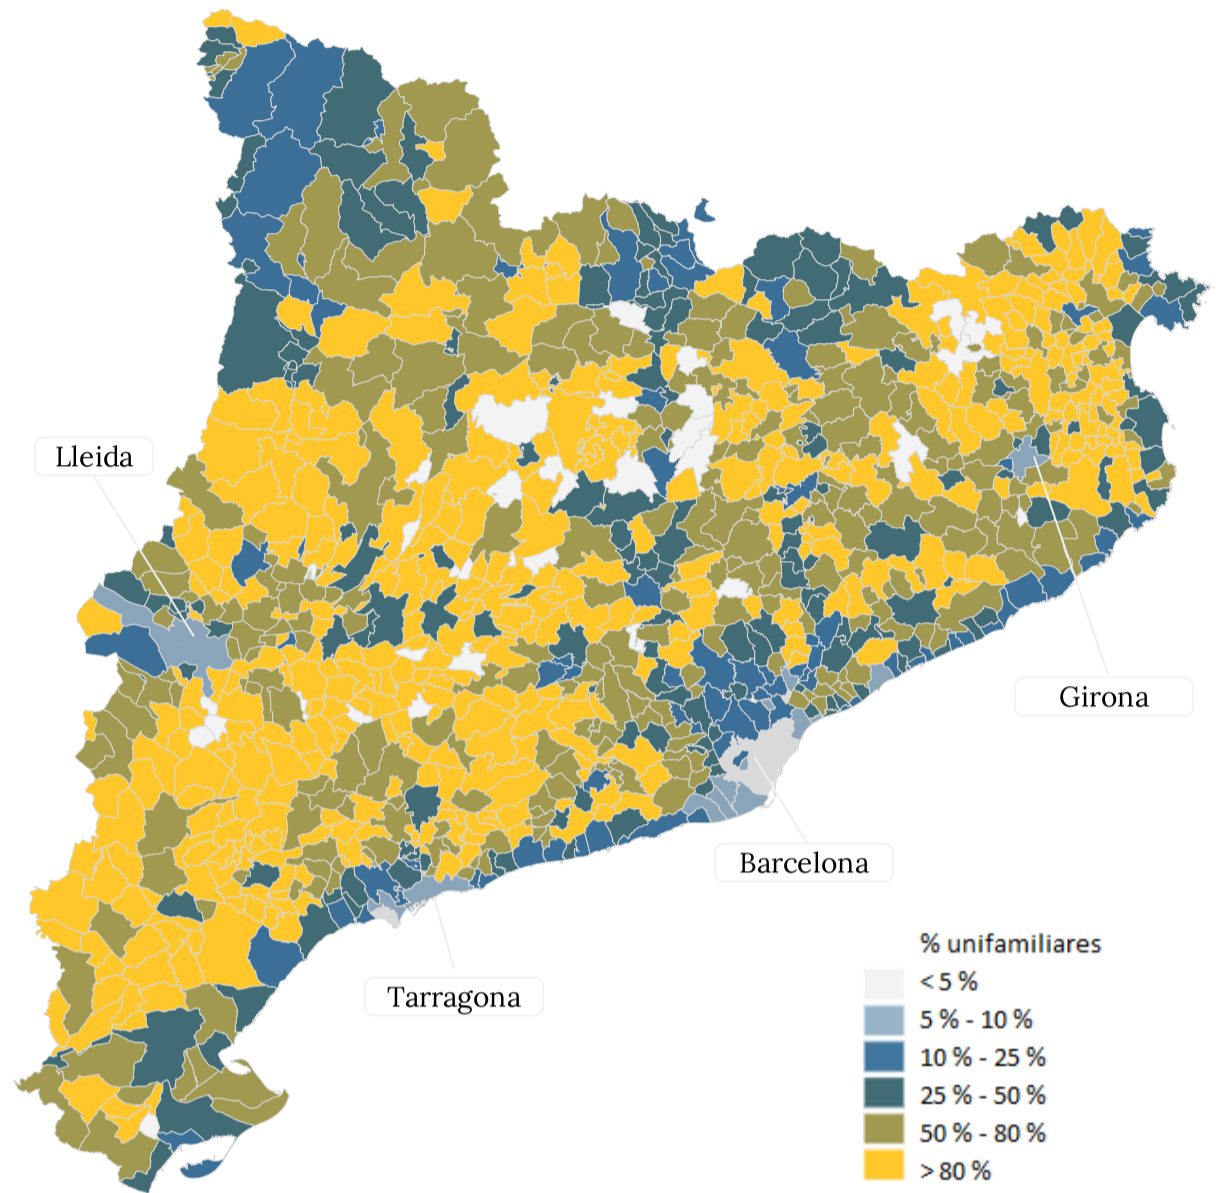 Lleida
Girona
Barcelona
Tarragona
% unifamiliares
< 5 %
5 % - 10 %
10 % - 25 %
25 % - 50 %
50 % - 80 %
> 80 %